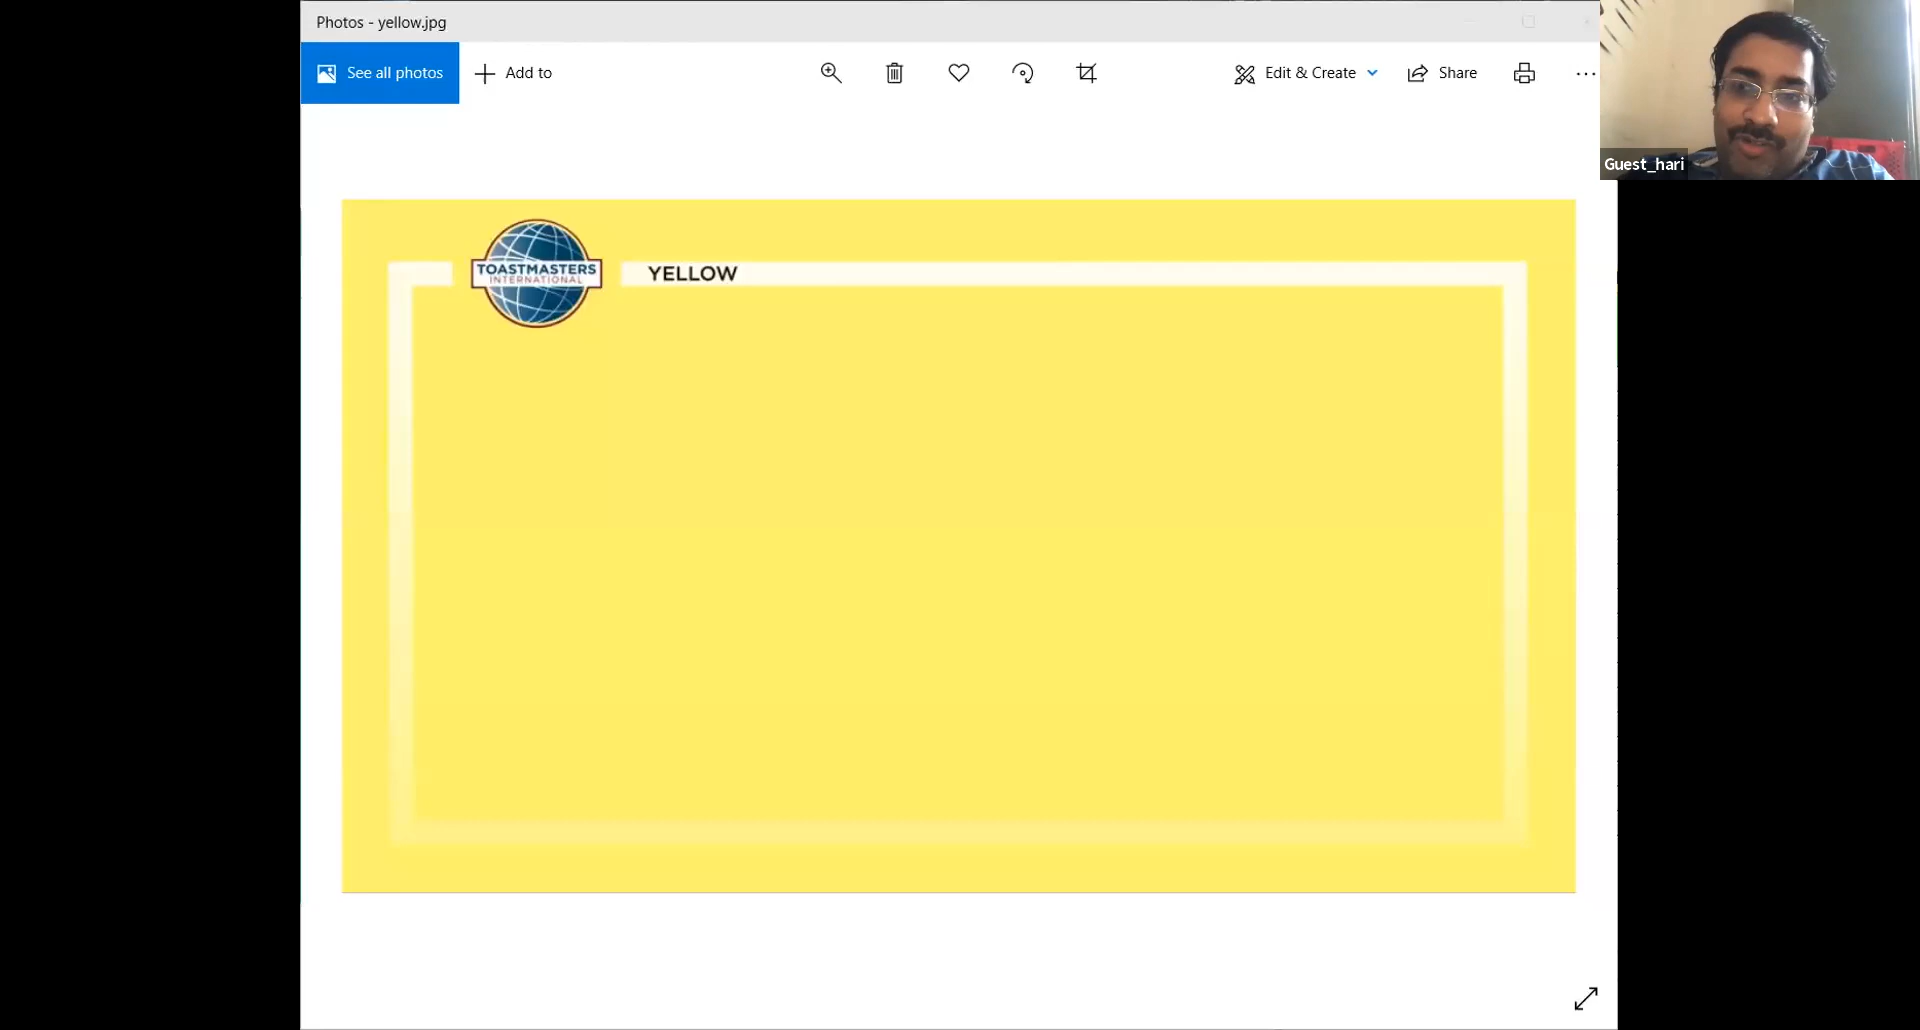 Photos - yellow.jpg
See all photos
Add to
Edit & Create
Share
Guest_hari
TOASTMASTERS
INTERNATIONAL
YELLOW